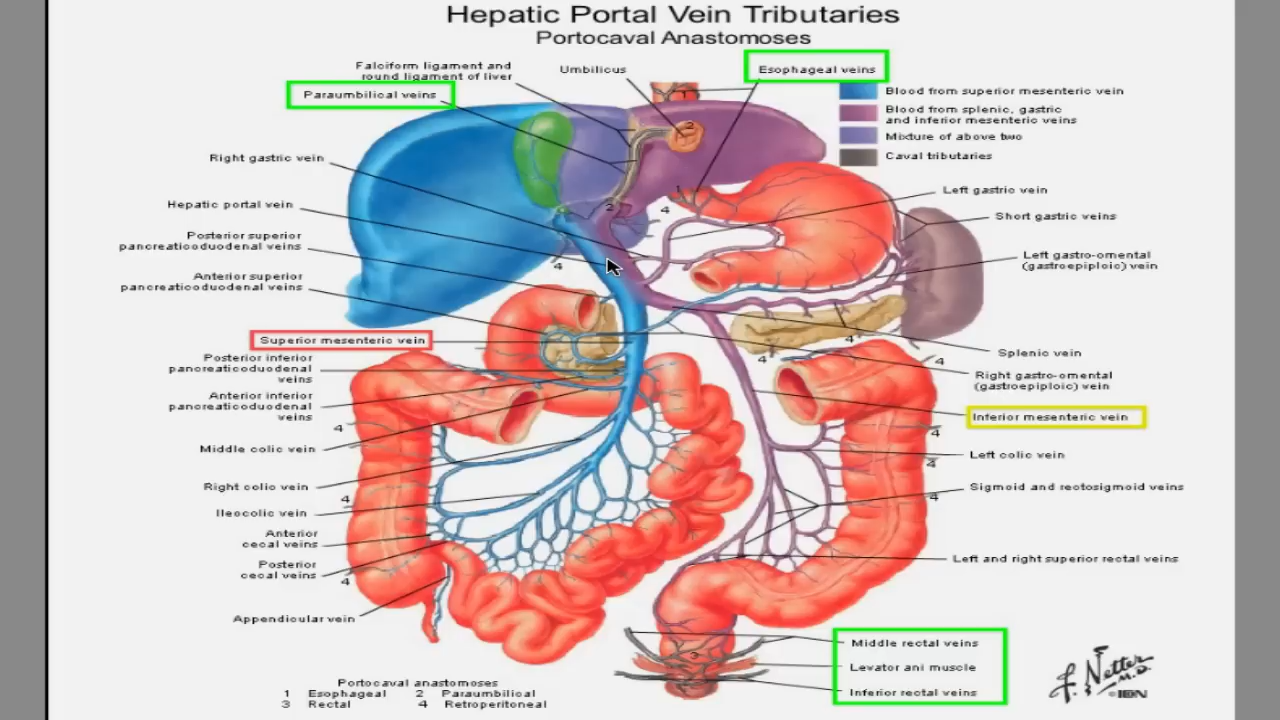 Hepatic Portal Vein Tributaries
Portocaval Anastomoses
Falciform ligament and
round ligament of liver
Umbilicus
Esophageal veins
Paraumbilical veins
Blood from superior mesenteric vein
Blood from splenic, gastric
and inferior mesenteric veins
Mixture of above two
Caval tributaries
Right gastric vein
Hepatic portal vein
Posterior superior
pancreaticoduodenal veins
Anterior superior
pancreaticoduodenal veins
Superior mesenteric vein
Posterior inferior
pancreaticoduodenal
veins
Anterior inferior
pancreaticoduodenal
veins
Middle colic vein
Right colic vein
Ileocolic vein
Anterior
cecal veins
Posterior
cecal veins
Appendicular vein
Left gastric vein
Short gastric veins
Left gastro-omental
(gastroepiploic) vein
Splenic vein
Right gastro-omental
(gastroepiploic) vein
Inferior mesenteric vein
Left colic vein
Sigmoid and rectosigmoid veins
Left and right superior rectal veins
Middle rectal veins
Levator ani muscle
Inferior rectal veins
1
2
1
2
4
4
4
4
4
4
4
4
4
4
4
3
Portocaval anastomoses
1 Esophageal 2 Paraumbilical
3 Rectal 4 Retroperitoneal
F. Netter
M.D.